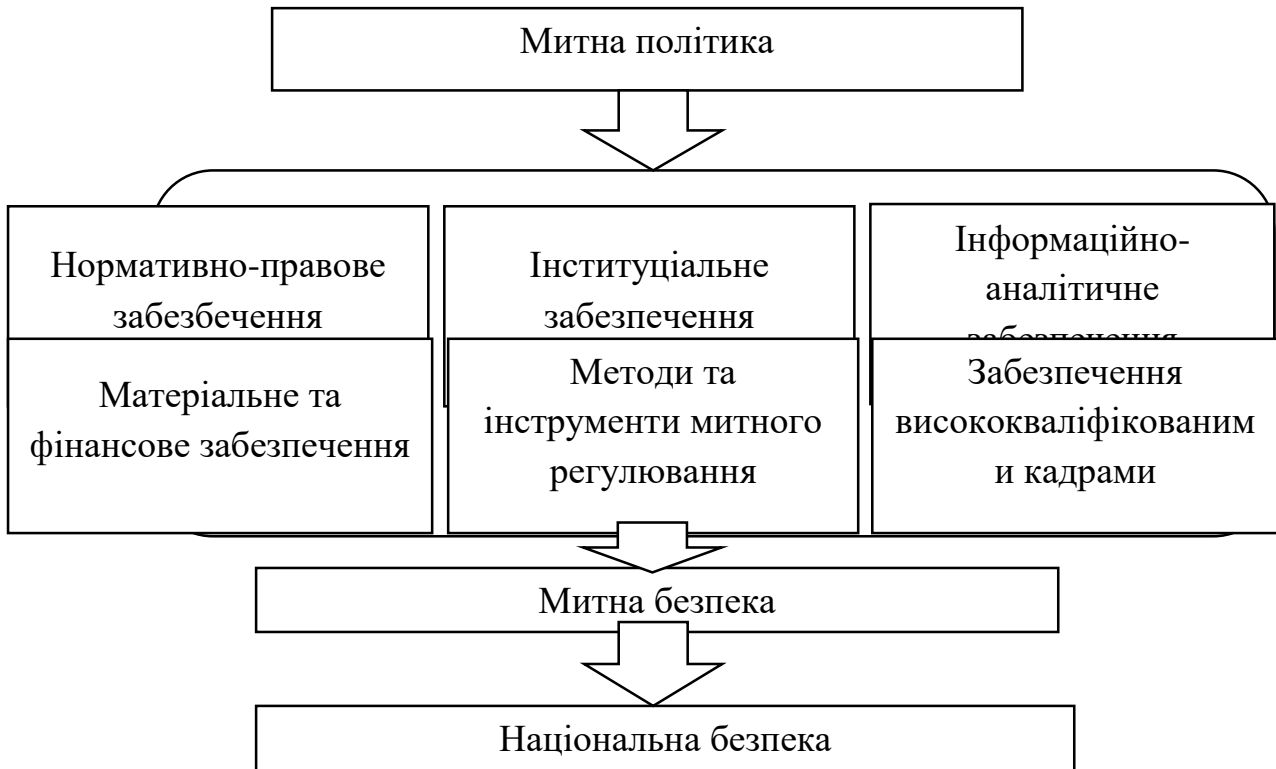 Митна політика
Нормативно-правове
забезбечення
Інституціальне
забезпечення
Інформаційно-
аналітичне
забезпечення
Матеріальне та
фінансове забезпечення
Методи та
інструменти митного
регулювання
Забезпечення
висококваліфікованим
и кадрами
Митна безпека
Національна безпека